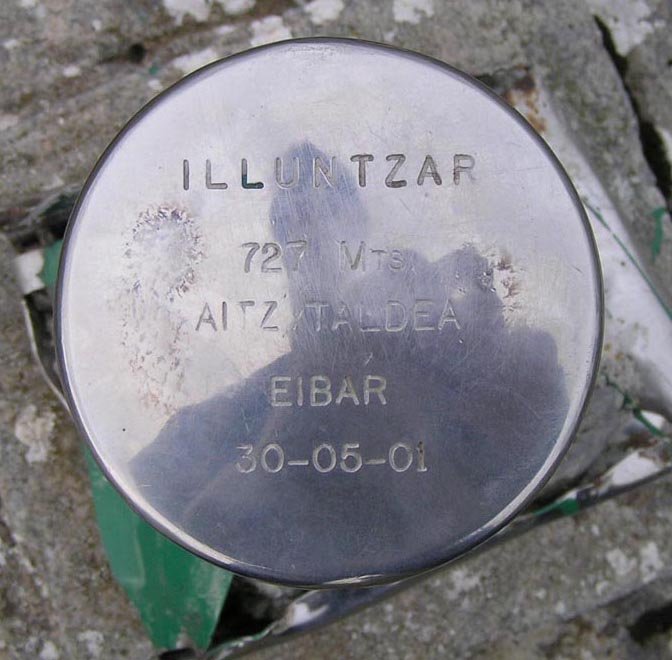 ILLUNTZAR
727 MTS.
AITZ TALDEA
EIBAR
30-05-01